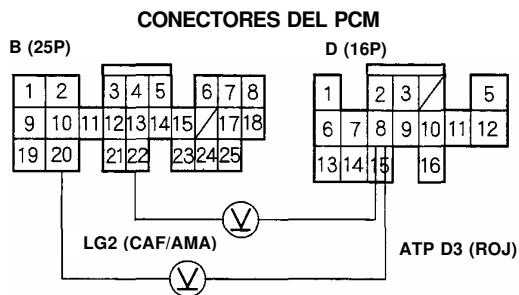 CONECTORES DEL PCM
B (25P)
D (16P)
1 2 3 4 5 6 7 8
9 10 11 12 13 14 15 17 18
19 20 21 22 23 24 25
1 2 3 5
6 7 8 9 10 11 12
13 14 15 16
V
LG2 (CAF/AMA)
ATP D3 (ROJ)
V